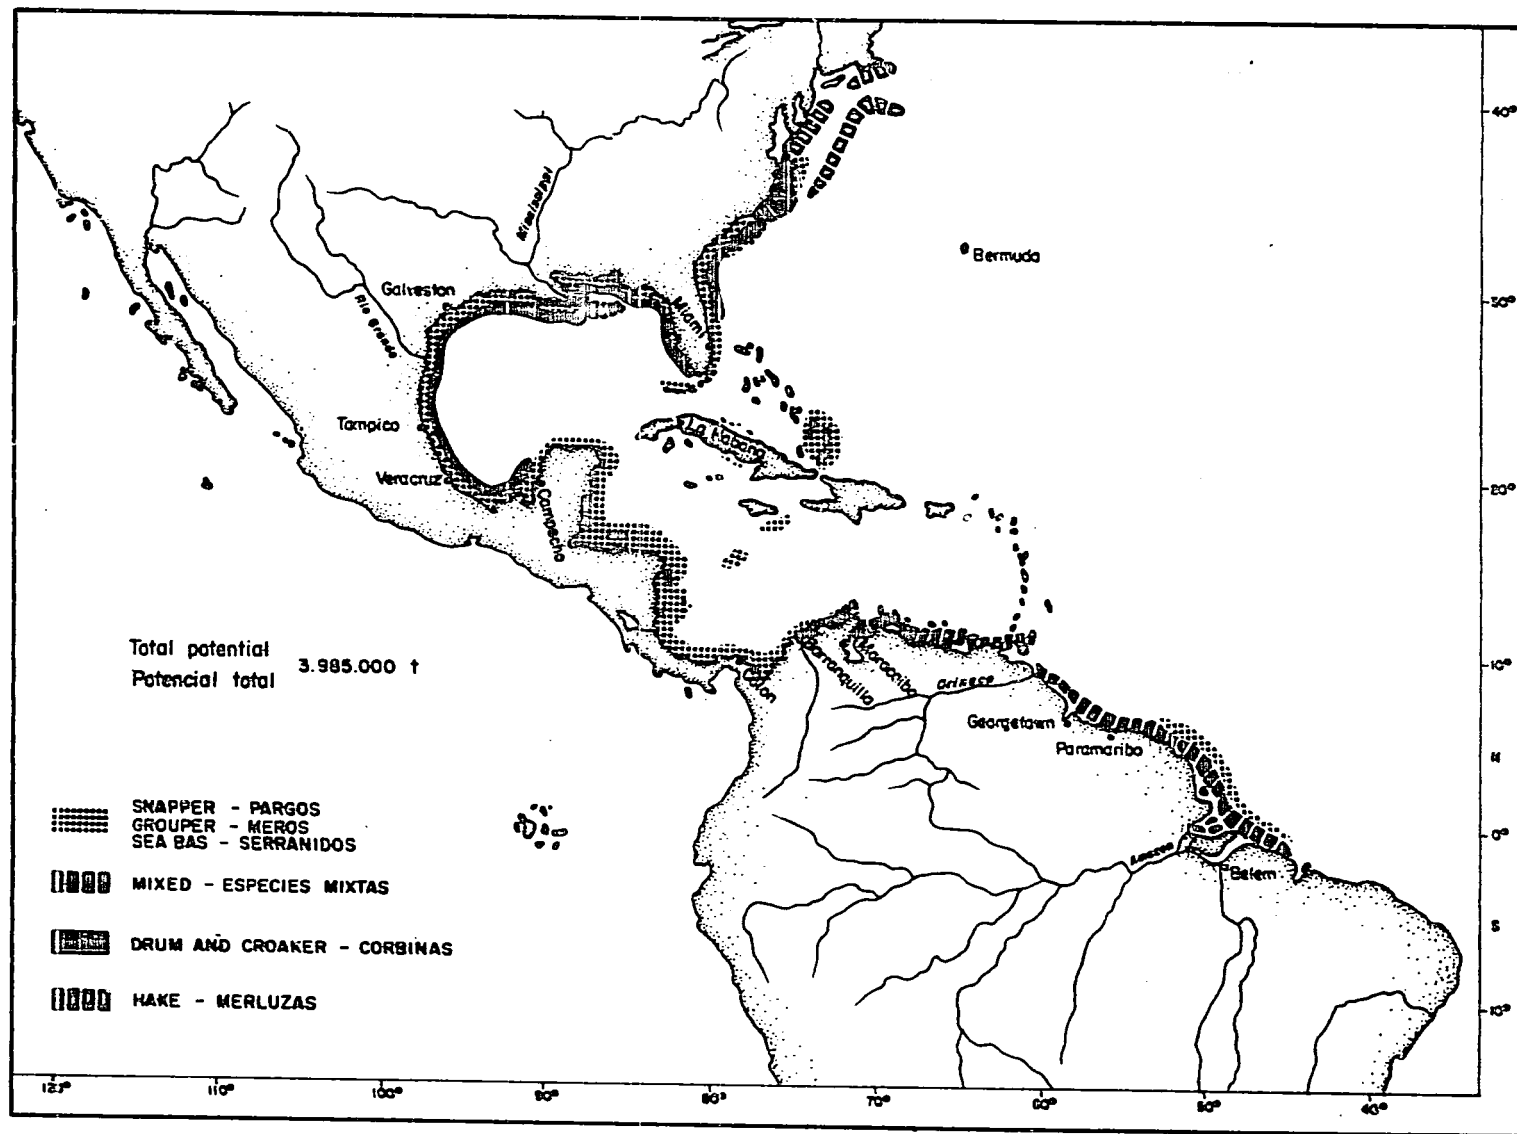 40°
Mississippi
Bermuda
Galveston
Miami
30°
Rio Grande
Tampico
La Habana
Veracruz
Campeche
20°
Total potential
Potencial total
3.985.000 t
Colon
Barranquilla
Maracaibo
Orinoco
10°
Georgetown
Paramaribo
N
SNAPPER - PARGOS
GROUPER - MEROS
SEA BAS - SERRANIDOS
0°
Belem
MIXED - ESPECIES MIXTAS
S
DRUM AND CROAKER - CORBINAS
HAKE - MERLUZAS
10°
110°
100°
90°
80°
70°
60°
50°
40°